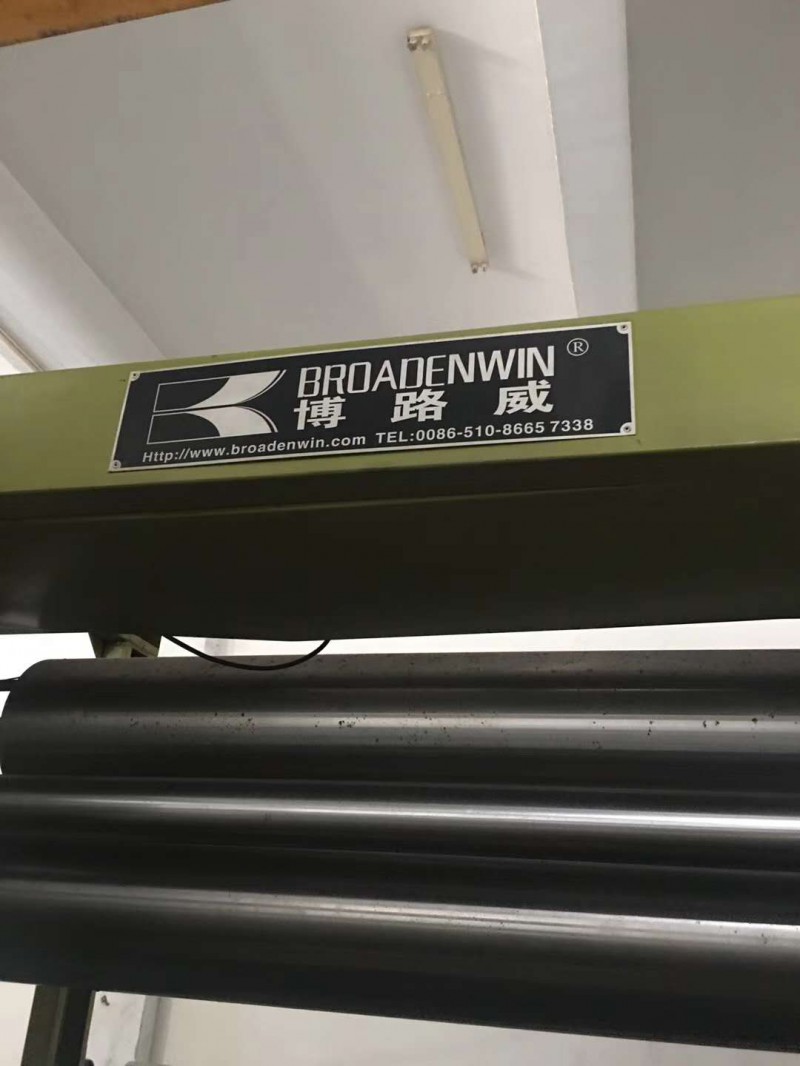 BROADENWIN ®
博路威
Http://www.broadenwin.com TEL:0086-510-8665 7338